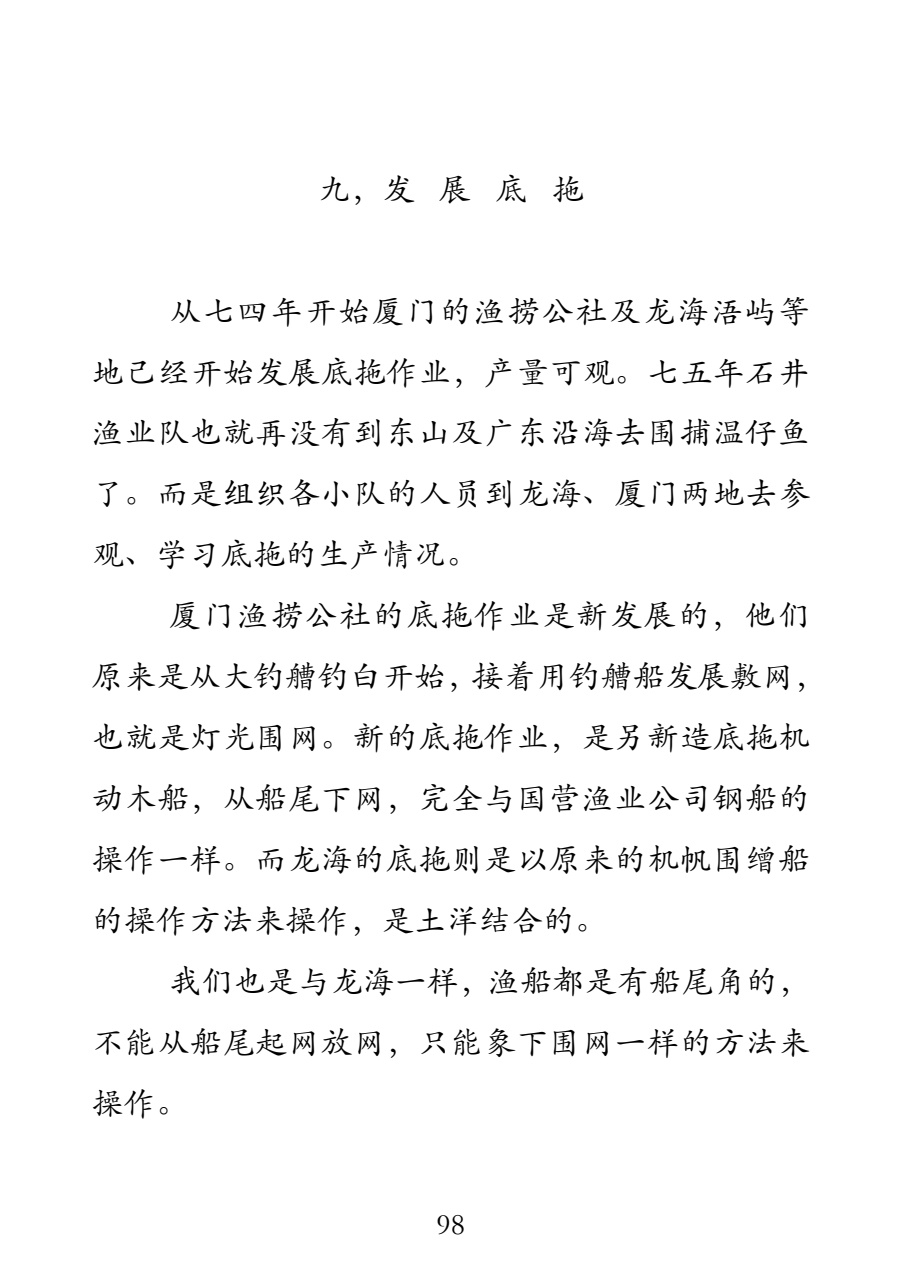 九，发 展 底 拖
从七四年开始厦门的渔捞公社及龙海浯屿等
地己经开始发展底拖作业，产量可观。七五年石井
渔业队也就再没有到东山及广东沿海去围捕温仔鱼
了。而是组织各小队的人员到龙海、厦门两地去参
观、学习底拖的生产情况。
厦门渔捞公社的底拖作业是新发展的，他们
原来是从大钓艚钓白开始，接着用钓艚船发展敷网，
也就是灯光围网。新的底拖作业，是另新造底拖机
动木船，从船尾下网，完全与国营渔业公司钢船的
操作一样。而龙海的底拖则是以原来的机帆围缯船
的操作方法来操作，是土洋结合的。
我们也是与龙海一样，渔船都是有船尾角的，
不能从船尾起网放网，只能象下围网一样的方法来
操作。
98